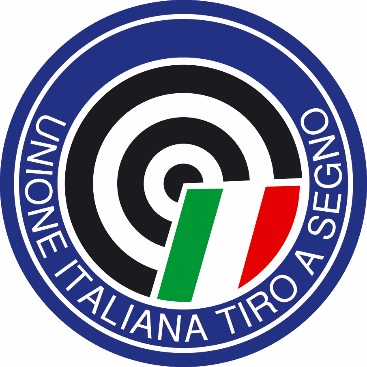 UNIONE ITALIANA TIRO A SEGNO